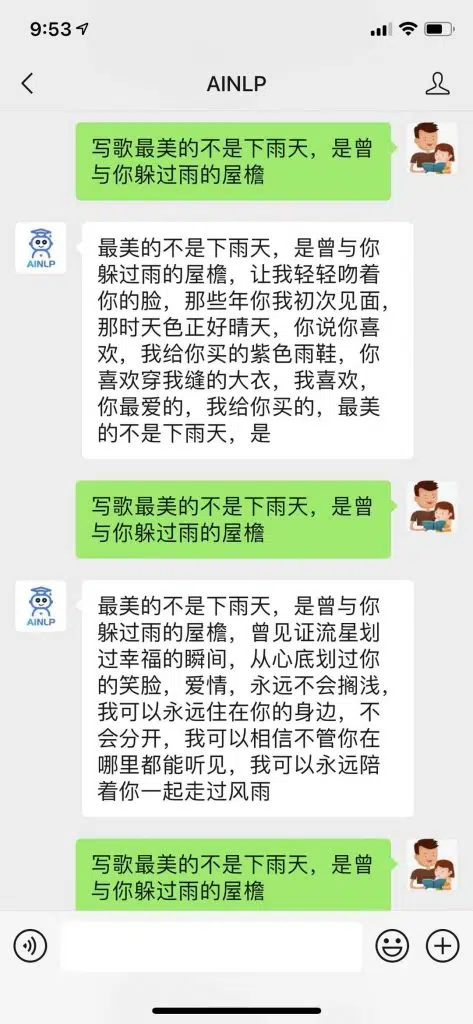 9:53
AINLP
写歌最美的不是下雨天，是曾
与你躲过雨的屋檐
AINLP
最美的不是下雨天，是曾与你
躲过雨的屋檐，让我轻轻吻着
你的脸，那些年你我初次见面，
那时天色正好晴天，你说你喜
欢，我给你买的紫色雨鞋，你
喜欢穿我缝的大衣，我喜欢，
你最爱的，我给你买的，最美
的不是下雨天，是
写歌最美的不是下雨天，是曾
与你躲过雨的屋檐
AINLP
最美的不是下雨天，是曾与你
躲过雨的屋檐，曾见证流星划
过幸福的瞬间，从心底划过你
的笑脸，爱情，永远不会搁浅，
我可以永远住在你的身边，不
会分开，我可以相信不管你在
哪里都能听见，我可以永远陪
着你一起走过风雨
写歌最美的不是下雨天，是曾
与你躲过雨的屋檐